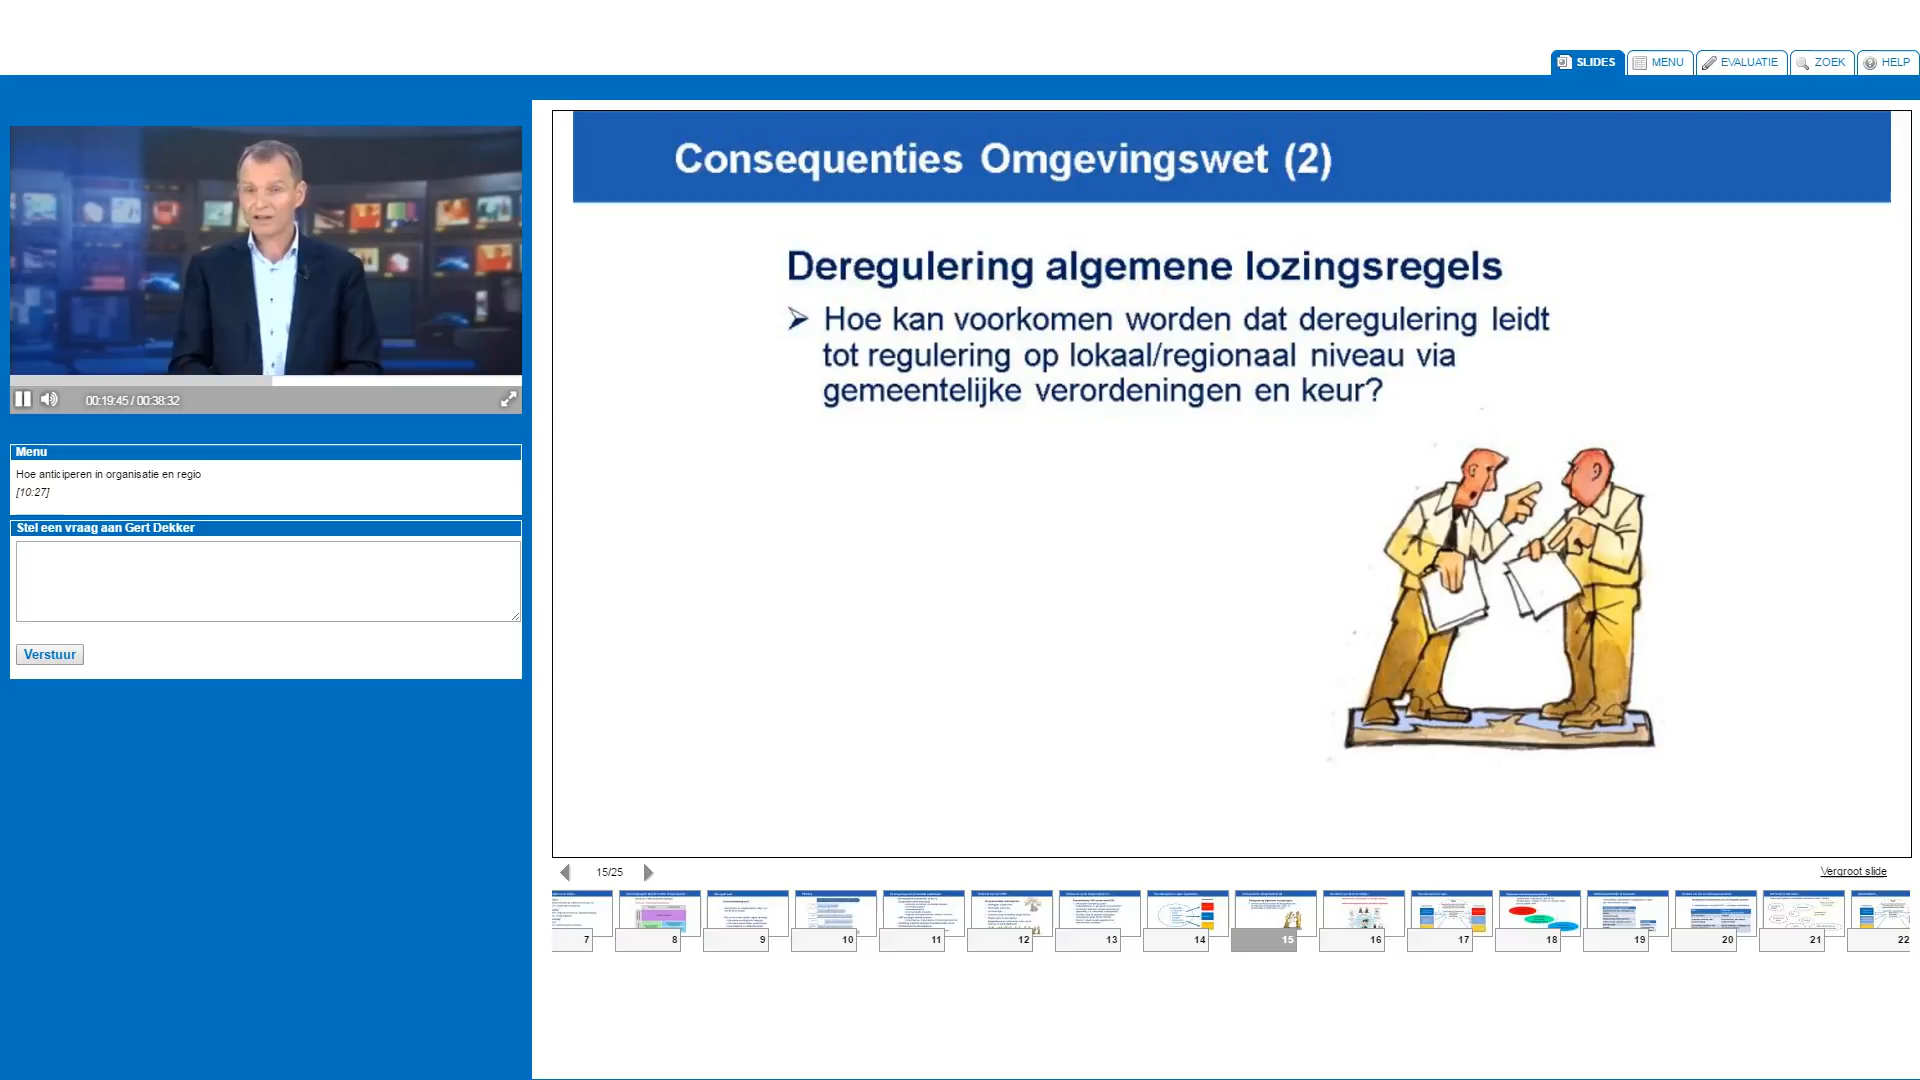 SLIDES
MENU
EVALUATIE
ZOEK
HELP
Consequenties Omgevingswet (2)
Deregulering algemene lozingsregels
Hoe kan voorkomen worden dat deregulering leidt
tot regulering op lokaal/regionaal niveau via
gemeentelijke verordeningen en keur?
00:19:45 / 00:38:32
Menu
Hoe anticiperen in organisatie en regio
[10:27]
Stel een vraag aan Gert Dekker
Verstuur
15/25
Vergroot slide
7
8
9
10
11
12
13
14
15
16
17
18
19
20
21
22